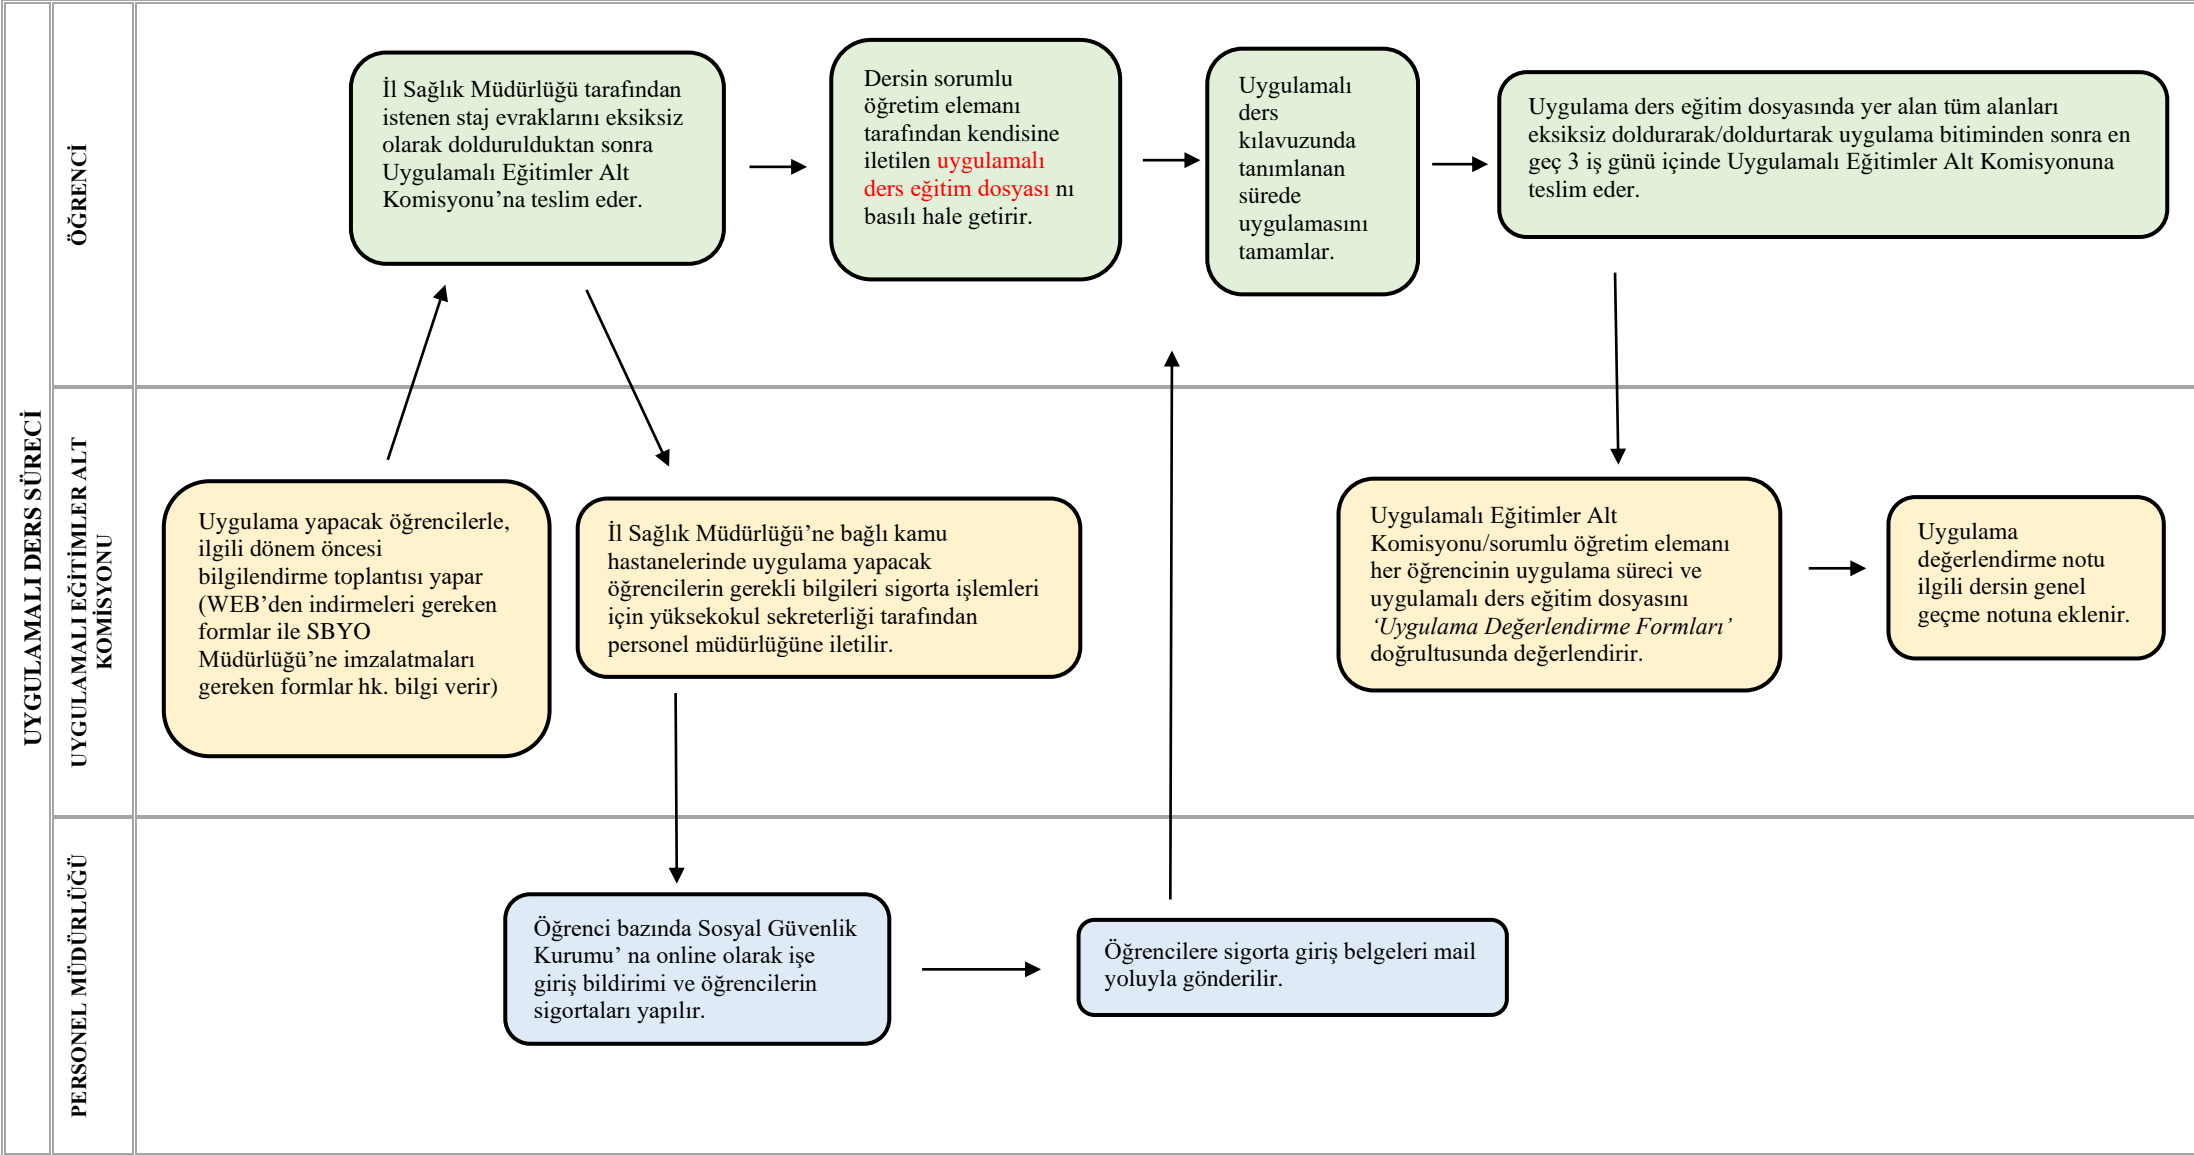 UYGULAMALI DERS SÜRECİ
ÖĞRENCİ
İl Sağlık Müdürlüğü tarafından
istenen staj evraklarını eksiksiz
olarak doldurulduktan sonra
Uygulamalı Eğitimler Alt
Komisyonu’na teslim eder.
Dersin sorumlu
öğretim elemanı
tarafından kendisine
iletilen uygulamalı
ders eğitim dosyası nı
basılı hale getirir.
Uygulamalı
ders
kılavuzunda
tanımlanan
sürede
uygulamasını
tamamlar.
Uygulama ders eğitim dosyasında yer alan tüm alanları
eksiksiz doldurarak/doldurtarak uygulama bitiminden sonra en
geç 3 iş günü içinde Uygulamalı Eğitimler Alt Komisyonuna
teslim eder.
UYGULAMALI EĞİTİMLER ALT
KOMİSYONU
Uygulama yapacak öğrencilerle,
ilgili dönem öncesi
bilgilendirme toplantısı yapar
(WEB’den indirmeleri gereken
formlar ile SBYO
Müdürlüğü’ne imzalatmaları
gereken formlar hk. bilgi verir)
İl Sağlık Müdürlüğü’ne bağlı kamu
hastanelerinde uygulama yapacak
öğrencilerin gerekli bilgileri sigorta işlemleri
için yüksekokul sekreterliği tarafından
personel müdürlüğüne iletilir.
Uygulamalı Eğitimler Alt
Komisyonu/sorumlu öğretim elemanı
her öğrencinin uygulama süreci ve
uygulamalı ders eğitim dosyasını
‘Uygulama Değerlendirme Formları’
doğrultusunda değerlendirir.
Uygulama
değerlendirme notu
ilgili dersin genel
geçme notuna eklenir.
PERSONEL MÜDÜRLÜĞÜ
Öğrenci bazında Sosyal Güvenlik
Kurumu’ na online olarak işe
giriş bildirimi ve öğrencilerin
sigortaları yapılır.
Öğrencilere sigorta giriş belgeleri mail
yoluyla gönderilir.